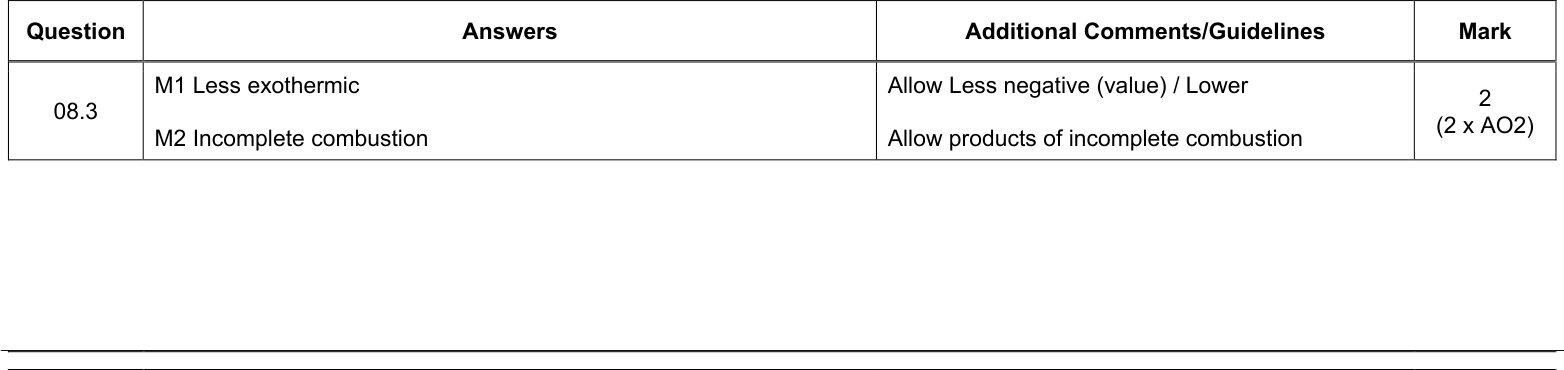 Question Answers Additional Comments/Guidelines Mark
08.3
M1 Less exothermic Allow Less negative (value) / Lower
M2 Incomplete combustion Allow products of incomplete combustion
2
(2 x AO2)